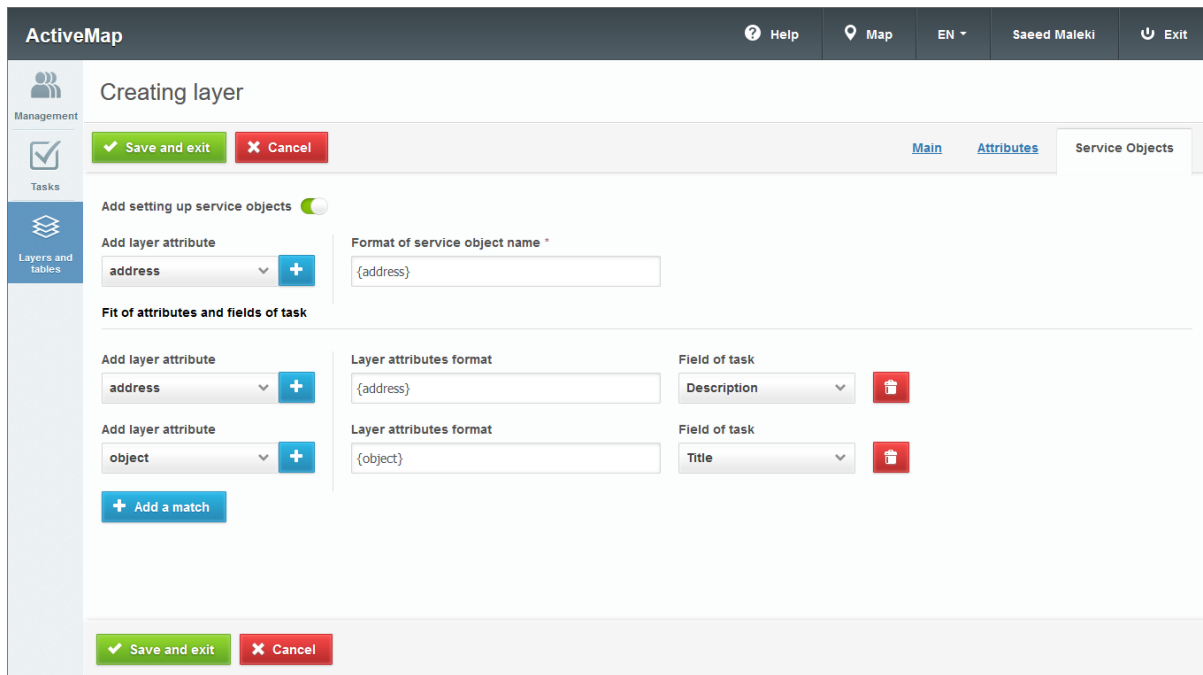 ActiveMap
Help
Map
EN
Saeed Maleki
Exit
Management
Tasks
Layers and
tables
Creating layer
Save and exit
Cancel
Main
Attributes
Service Objects
Add setting up service objects
Add layer attribute
Format of service object name *
address
{address}
Fit of attributes and fields of task
Add layer attribute
Layer attributes format
Field of task
address
{address}
Description
Add layer attribute
Layer attributes format
Field of task
object
{object}
Title
Add a match
Save and exit
Cancel